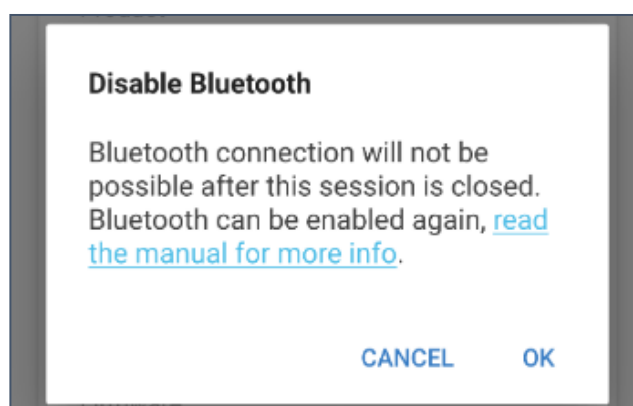 Disable Bluetooth
Bluetooth connection will not be
possible after this session is closed.
Bluetooth can be enabled again, read
the manual for more info.
CANCEL OK